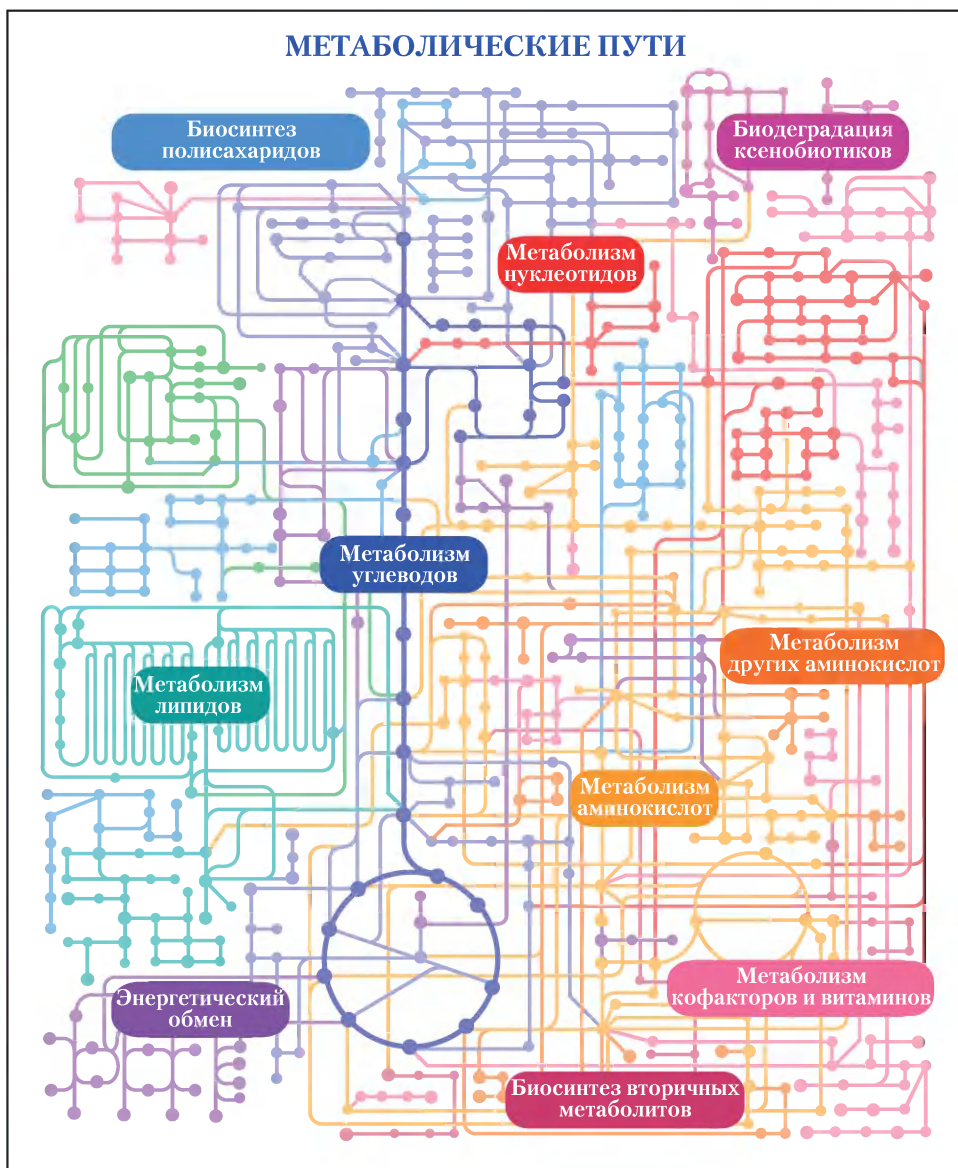 МЕТАБОЛИЧЕСКИЕ ПУТИ
Биосинтез
полисахаридов
Биодеградация
ксенобиотиков
Метаболизм
нуклеотидов
Метаболизм
углеводов
Метаболизм
других аминокислот
Метаболизм
липидов
Метаболизм
аминокислот
Метаболизм
кофакторов и витаминов
Энергетический
обмен
Биосинтез вторичных
метаболитов